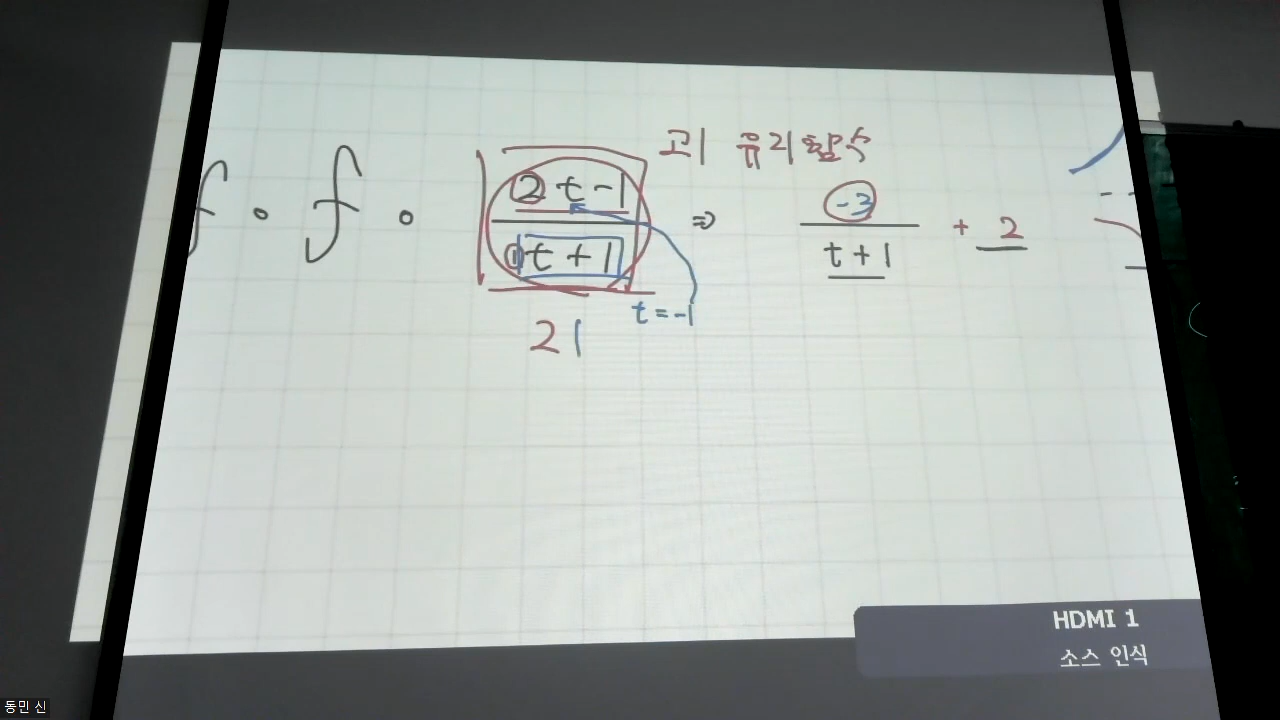 고1 유리함수
f ∘ f ∘ (2t-1)/(1t+1) ⇒ (-3)/(t+1) + 2
t=-1
21
HDMI 1
소스 인식
동민 신